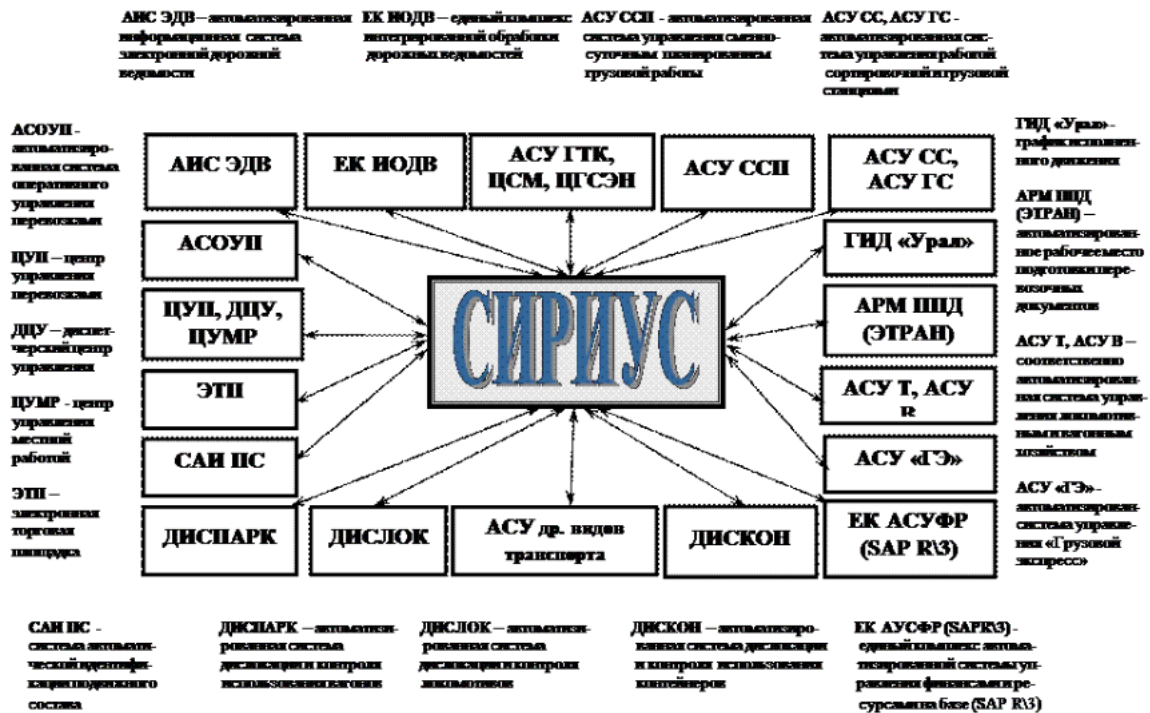 АИС ЭДВ – автоматизированная
информационная система
электронной дорожной
ведомости
ЕК ИОДВ – единый комплекс
интегрированной обработки
дорожных ведомостей
АСУ ССП - автоматизированная
система управления сменно-
суточным планированием
грузовой работы
АСУ СС, АСУ ГС -
автоматизированная сис-
тема управления работой
сортировочной и грузовой
станциями
АСОУП -
автоматизиро-
ванная система
оперативного
управления
перевозками
ЦУП – центр
управления
перевозками
ДЦУ – диспет-
черский центр
управления
ЦУМР - центр
управления
местной
работой
ЭТП –
электронная
торговая
площадка
АИС ЭДВ
ЕК ИОДВ
АСУ ГТК,
ЦСМ, ЦГСЭН
АСУ ССП
АСУ СС,
АСУ ГС
АСОУП
ГИД «Урал»
ЦУП, ДЦУ,
ЦУМР
СИРИУС
АРМ ППД
(ЭТРАН)
ЭТП
АСУ Т, АСУ
В
САИ ПС
АСУ «ГЭ»
ДИСПАРК
ДИСЛОК
АСУ др. видов
транспорта
ДИСКОН
ЕК АСУФР
(SAP R\3)
ГИД «Урал»-
график исполнен-
ного движения
АРМ ППД
(ЭТРАН) –
автоматизирован-
ное рабочее место
подготовки пере-
возочных
документов
АСУ Т, АСУ В –
соответственно
автоматизирован-
ная система управ-
ления локомотив-
ным и вагонным
хозяйством
АСУ «ГЭ»-
автоматизирован-
система управле-
ния «Грузовой
экспресс»
САИ ПС -
система автомати-
ческой идентифи-
кации подвижного
состава
ДИСПАРК – автоматизи-
рованная система
дислокации и контроля
использования вагонов
ДИСЛОК – автоматизи-
рованная система
дислокации и контроля
локомотивов
ДИСКОН – автоматизиро-
ванная система дислокации
и контроля использования
контейнеров
ЕК АУСФР (SAPR\3) -
единый комплекс автома-
тизированной системы уп-
равления финансами и ре-
сурсами на базе (SAP R\3)